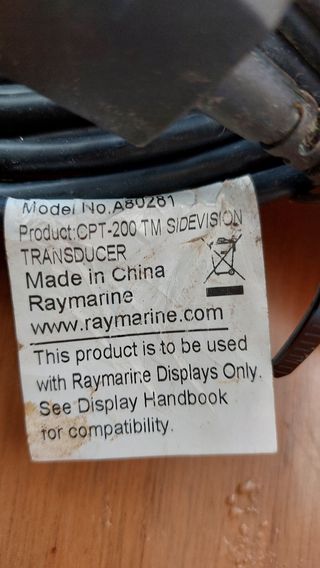 Model No.A80261
Product:CPT-200 TM SIDEVISION
TRANSDUCER
Made in China
Raymarine
www.raymarine.com
This product is to be used
with Raymarine Displays Only.
See Display Handbook
for compatibility.